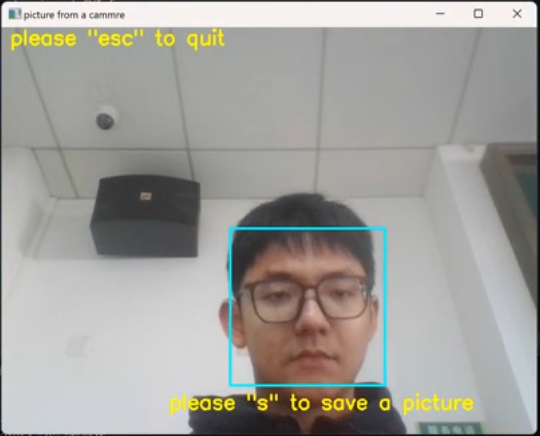 picture from a cammre
please "esc" to quit
please "s" to save a picture